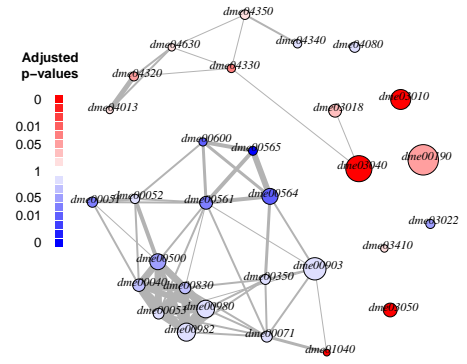 dme04350
dme04630
dme04340
dme04080
Adjusted
p-values
dme04320
dme04330
0
dme03010
dme04013
dme03018
0.01
0.05
dme00600
dme00565
dme03040
dme00190
1
dme00051
dme00052
dme00561
dme00564
0.05
0.01
dme03022
0
dme03410
dme00500
dme00903
dme00040
dme00830
dme00350
dme00053
dme00980
dme03050
dme00982
dme00071
dme01040